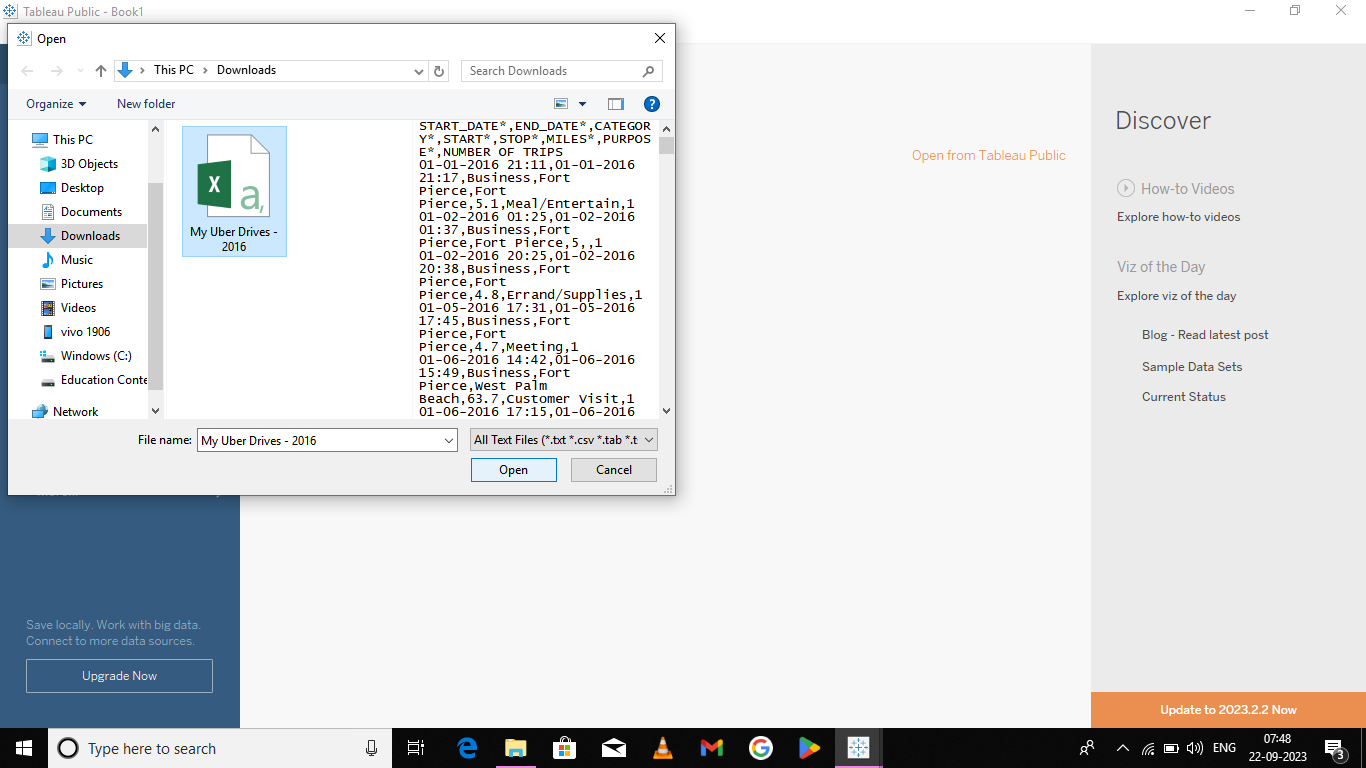 Tableau Public - Book1
Open
This PC
Downloads
Search Downloads
Organize
New folder
?
This PC
3D Objects
Desktop
Documents
Downloads
Music
Pictures
Videos
vivo 1906
Windows (C:)
Education Conte
Network
X
a,
My Uber Drives -
2016
START_DATE*,END_DATE*,CATEGOR
Y*,START*,STOP*,MILES*,PURPOS
E*,NUMBER OF TRIPS
01-01-2016 21:11,01-01-2016
21:17,Business,Fort
Pierce,Fort
Pierce,5.1,Meal/Entertain,1
01-02-2016 01:25,01-02-2016
01:37,Business,Fort
Pierce,Fort Pierce,5,,1
01-02-2016 20:25,01-02-2016
20:38,Business,Fort
Pierce,Fort
Pierce,4.8,Errand/Supplies,1
01-05-2016 17:31,01-05-2016
17:45,Business,Fort
Pierce,Fort
Pierce,4.7,Meeting,1
01-06-2016 14:42,01-06-2016
15:49,Business,Fort
Pierce,West Palm
Beach,63.7,Customer Visit,1
01-06-2016 17:15,01-06-2016
File name:
My Uber Drives - 2016
All Text Files (*.txt *.csv *.tab *.t
Open
Cancel
Save locally. Work with big data.
Connect to more data sources.
Upgrade Now
Open from Tableau Public
Discover
How-to Videos
Explore how-to videos
Viz of the Day
Explore viz of the day
Blog - Read latest post
Sample Data Sets
Current Status
Update to 2023.2.2 Now
Type here to search
ENG
07:48
22-09-2023
3